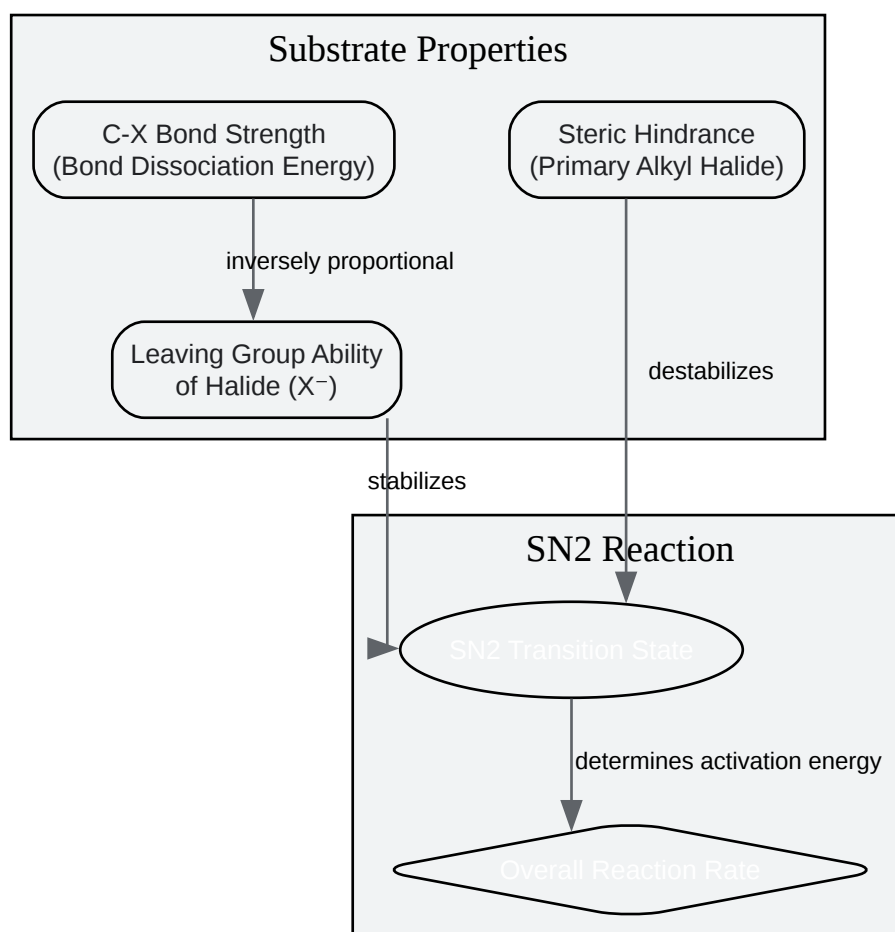 Substrate Properties
C-X Bond Strength
(Bond Dissociation Energy)
Steric Hindrance
(Primary Alkyl Halide)
inversely proportional
Leaving Group Ability
of Halide (X⁻)
destabilizes
stabilizes
SN2 Reaction
SN2 Transition State
determines activation energy
Overall Reaction Rate